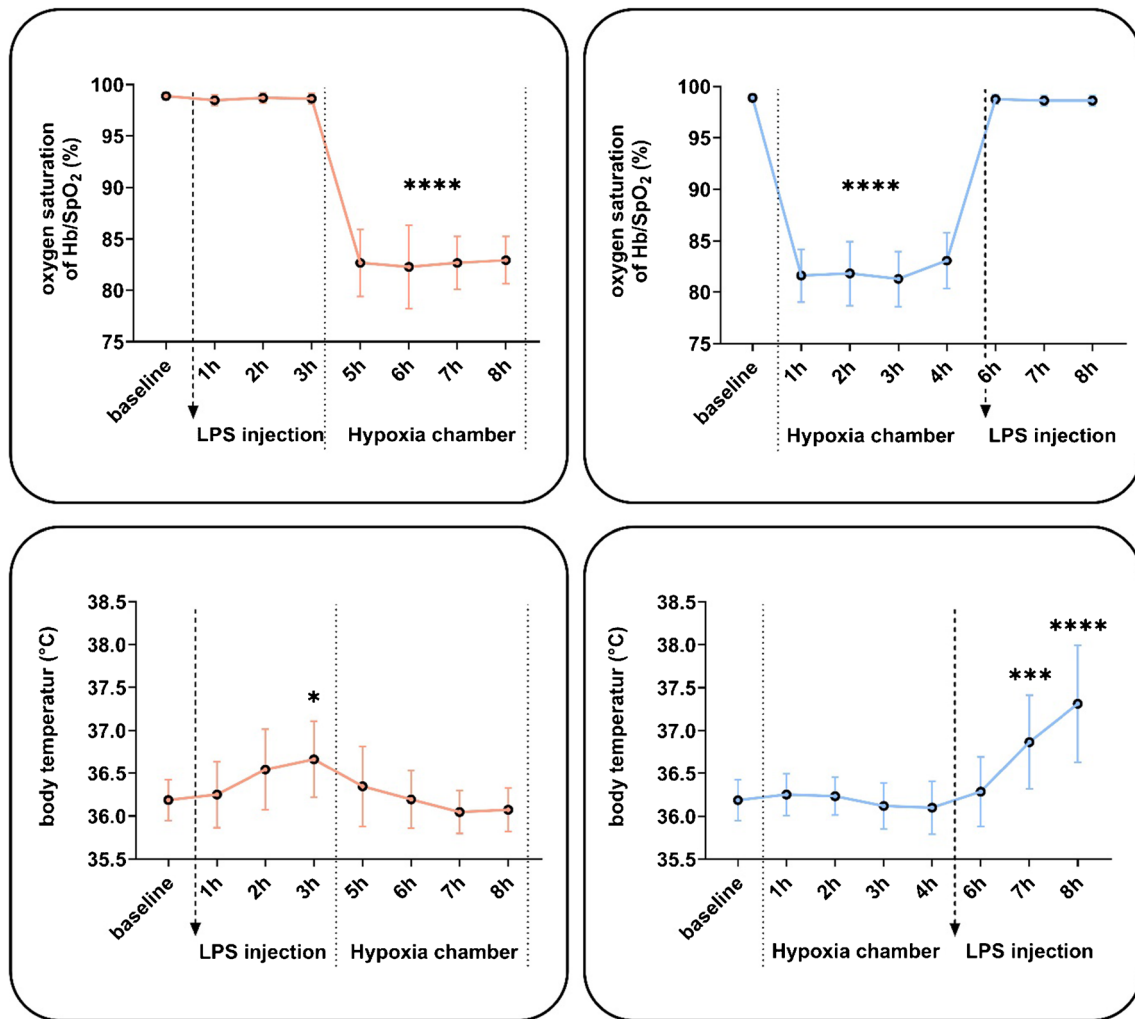 100
95
90
85
80
75
oxygen saturation
of Hb/SpO₂ (%)
****
baseline
1h
2h
3h
5h
6h
7h
8h
LPS injection
Hypoxia chamber
100
95
90
85
80
75
oxygen saturation
of Hb/SpO₂ (%)
****
baseline
1h
2h
3h
4h
6h
7h
8h
Hypoxia chamber
LPS injection
38.5
38.0
37.5
37.0
36.5
36.0
35.5
body temperatur (°C)
*
baseline
1h
2h
3h
5h
6h
7h
8h
LPS injection
Hypoxia chamber
38.5
38.0
37.5
37.0
36.5
36.0
35.5
body temperatur (°C)
***
****
baseline
1h
2h
3h
4h
6h
7h
8h
Hypoxia chamber
LPS injection